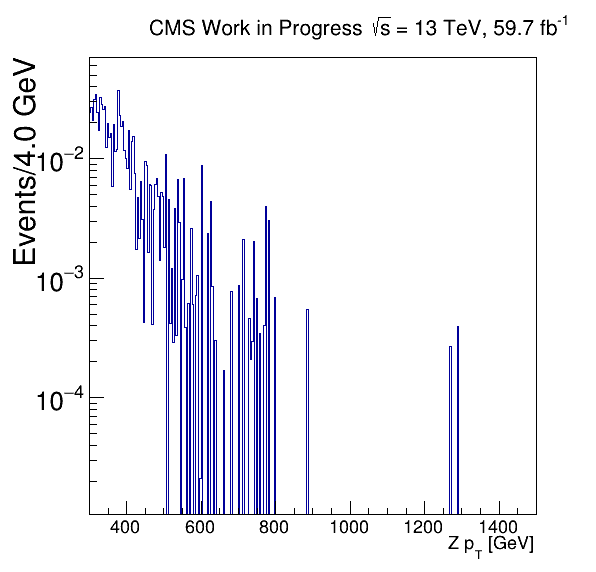 CMS Work in Progress √s = 13 TeV, 59.7 fb⁻¹
Events/4.0 GeV
10⁻²
10⁻³
10⁻⁴
400 600 800 1000 1200 1400
Z p_T [GeV]